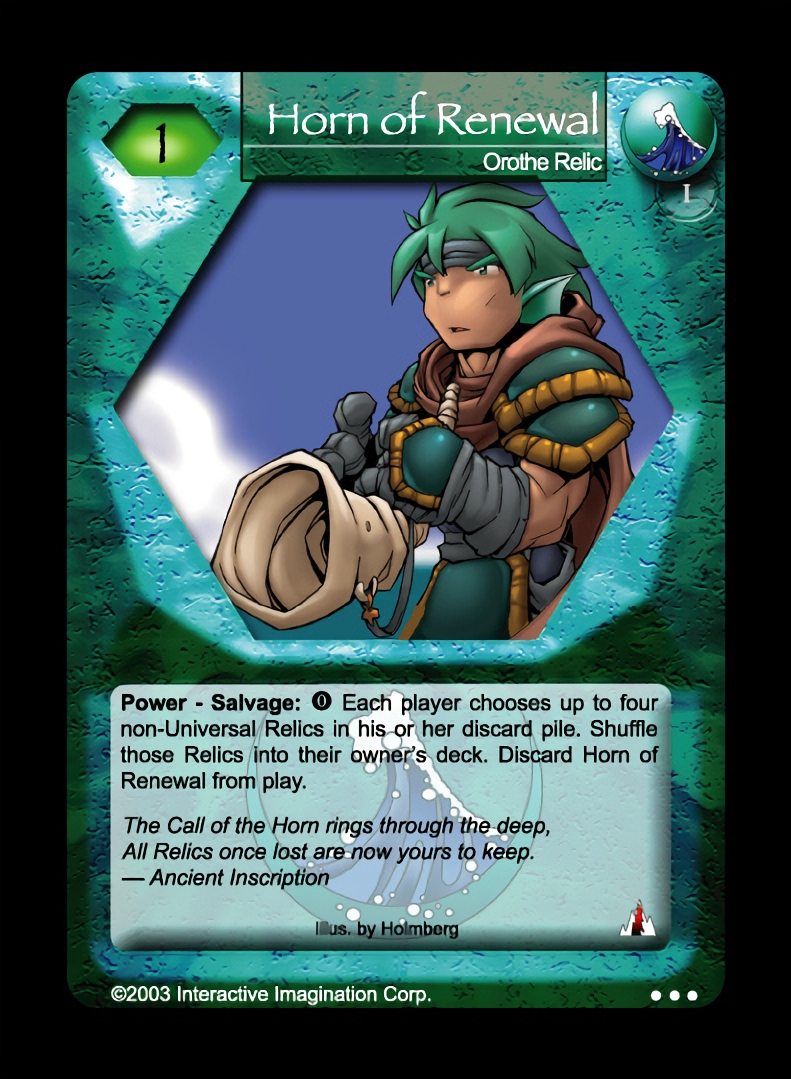 1
Horn of Renewal
Orothe Relic
I
Power - Salvage: 0 Each player chooses up to four
non-Universal Relics in his or her discard pile. Shuffle
those Relics into their owner's deck. Discard Horn of
Renewal from play.
The Call of the Horn rings through the deep,
All Relics once lost are now yours to keep.
— Ancient Inscription
Illus. by Holmberg
©2003 Interactive Imagination Corp.